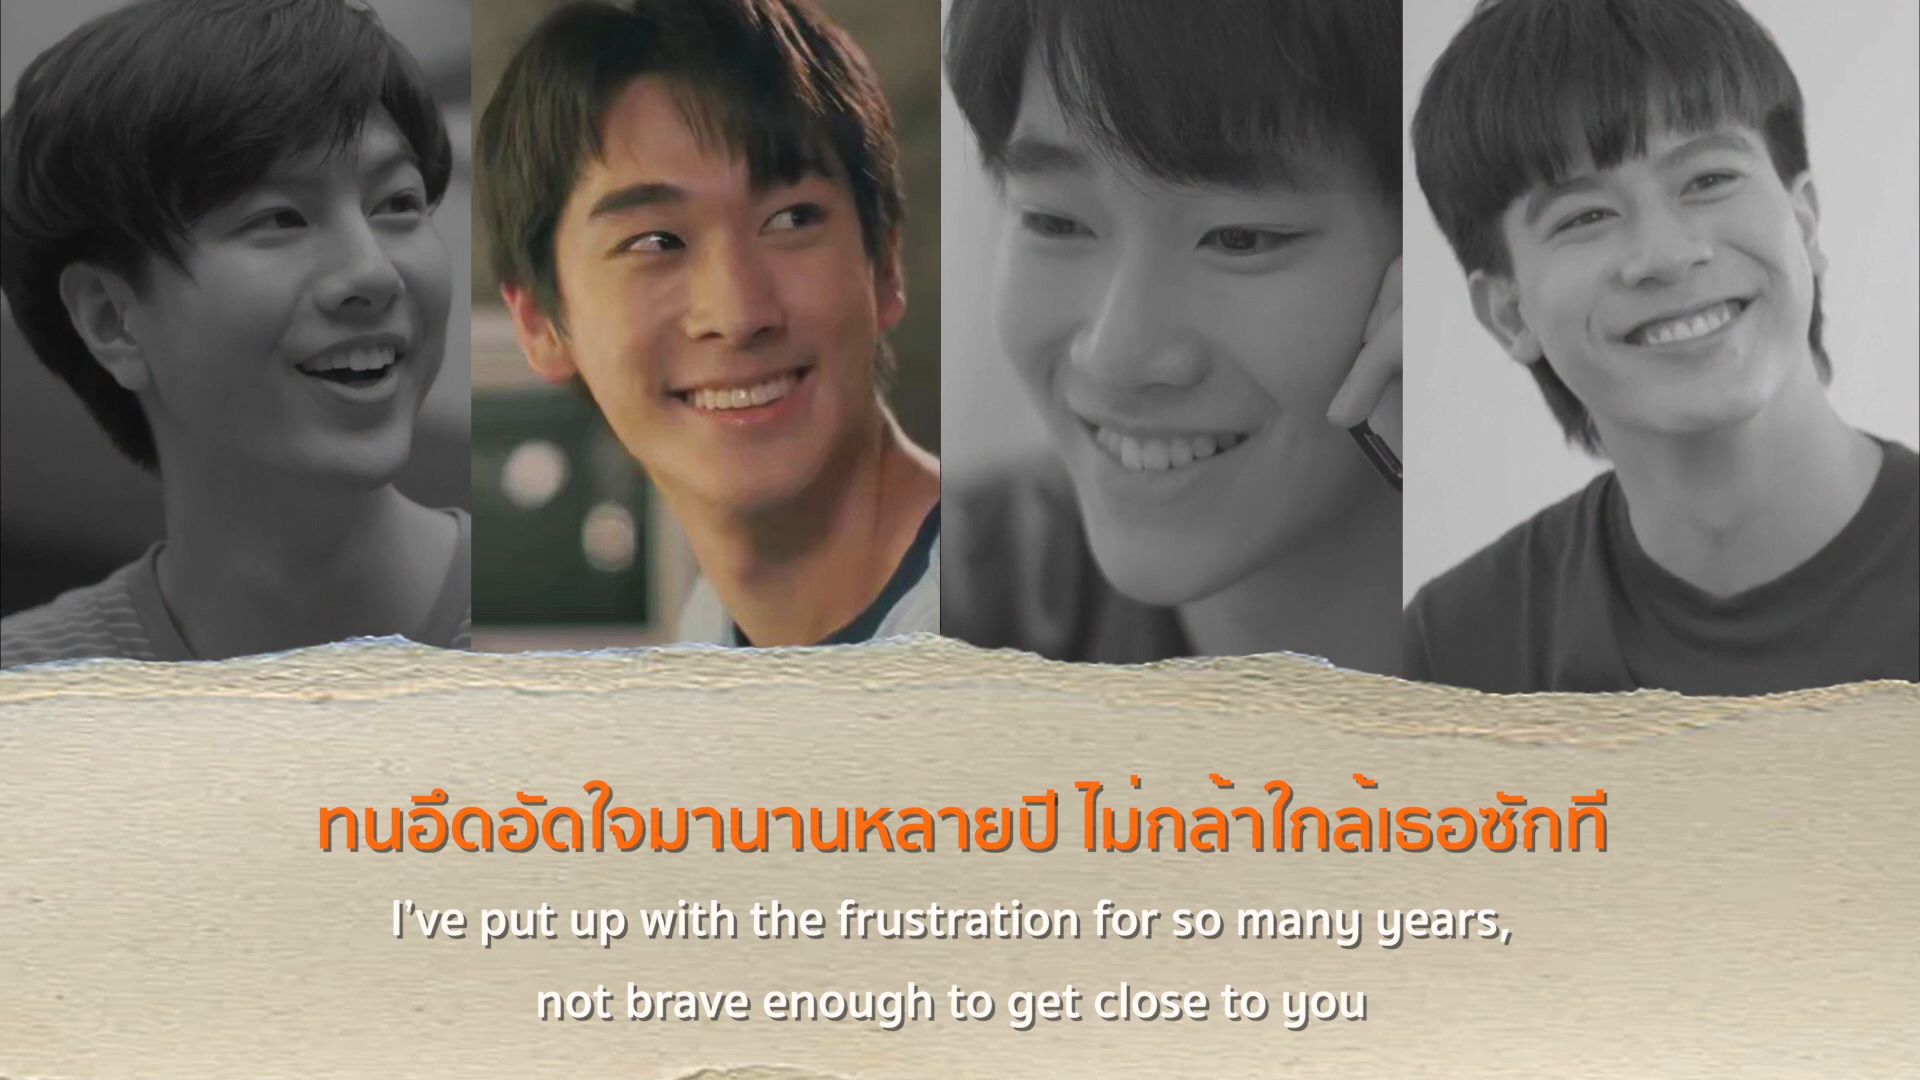 ทนอึดอัดใจมานานหลายปี ไม่กล้าใกล้เธอซักที
I've put up with the frustration for so many years,
not brave enough to get close to you